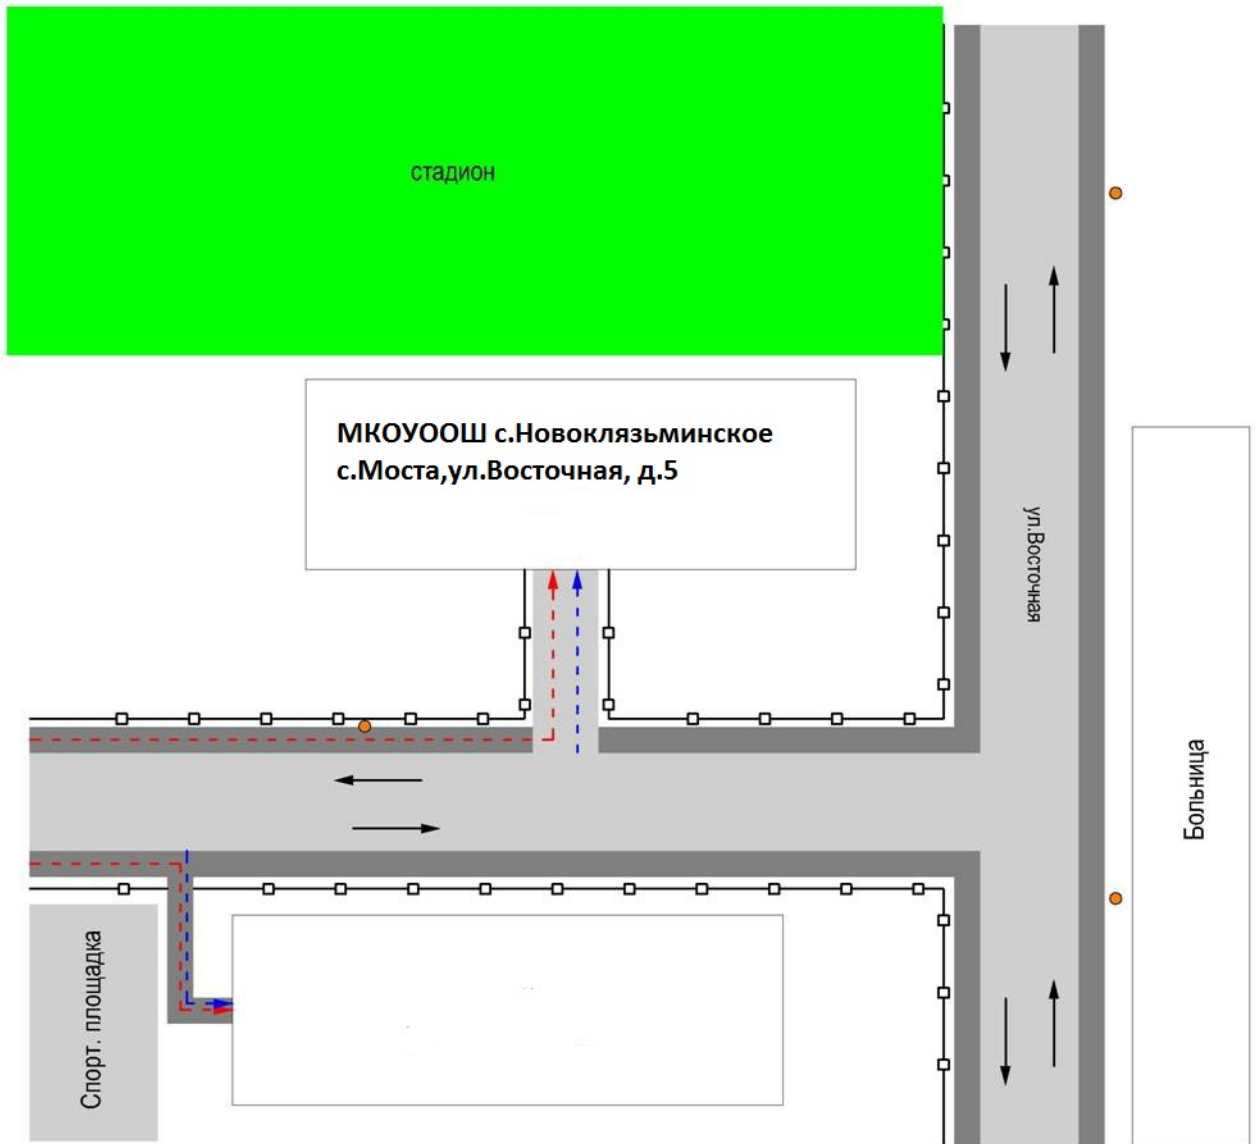 стадион
МКОУООШ с.Новоклязьминское
с.Моста,ул.Восточная, д.5
ул.Восточная
Больница
Спорт. площадка